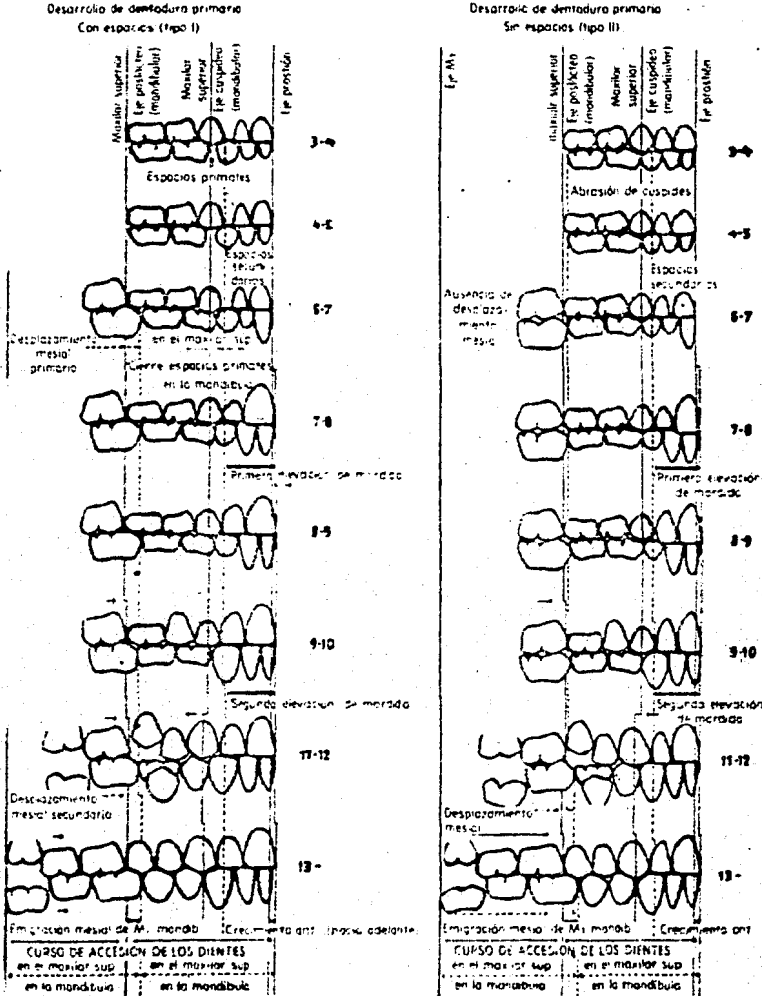 Desarrollo de dentadura primaria
Con espacios (tipo I)
Maxilar superior
Eje postlácteo
(mandibular)
Maxilar
superior
Eje cuspídeo
(mandibular)
Eje prostión
3-4
Espacios primates
4-5
Espacios
secun-
darios
6-7
Desplazamiento
mesial
primario
en el maxilar sup
Cierre espacios primates
en la mandíbula
7-8
Primera elevación de mordida
8-9
9-10
Segunda elevación de mordida
11-12
Desplazamiento
mesial secundario
13-
Emigración mesial de M1 mandib
Crecimiento ant. (hacia adelante)
CURSO DE ACCESIÓN DE LOS DIENTES
en el maxilar sup
en el maxilar sup
en la mandíbula
en la mandíbula
Desarrollo de dentadura primaria
Sin espacios (tipo II)
Eje M1
Maxilar superior
Eje postlácteo
(mandibular)
Maxilar
superior
Eje cuspídeo
(mandibular)
Eje prostión
3-4
Abrasión de cúspides
4-5
Espacios
secundarios
Ausencia de
desplaza-
miento
mesial
6-7
7-8
Primera elevación
de mordida
8-9
9-10
Segunda elevación
de mordida
11-12
Desplazamiento
mesial
13-
Emigración mesial de M1 mandib
Crecimiento ant
CURSO DE ACCESIÓN DE LOS DIENTES
en el maxilar sup
en el maxilar sup
en la mandíbula
en la mandíbula